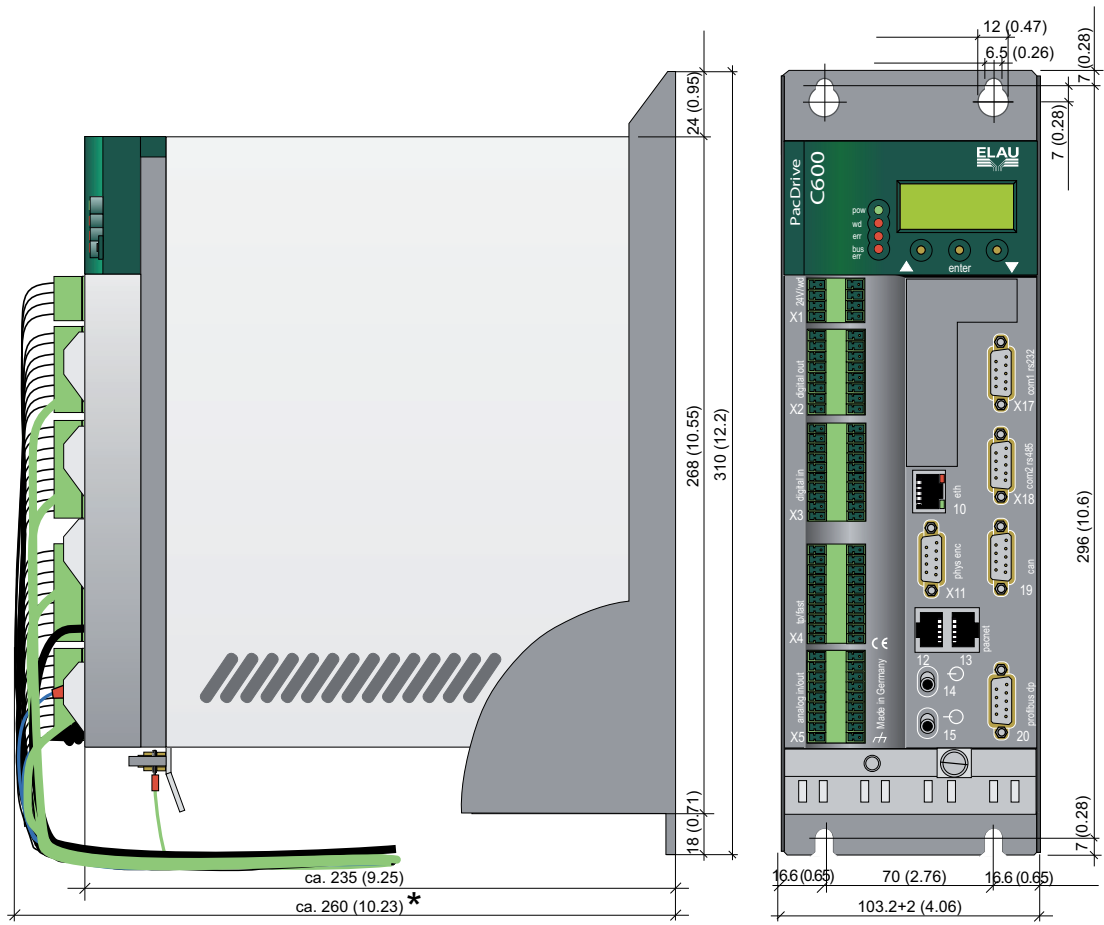 12 (0.47)
6.5 (0.26)
7 (0.28)
7 (0.28)
24 (0.95)
268 (10.55)
310 (12.2)
18 (0.71)
ca. 235 (9.25)
ca. 260 (10.23) *
PacDrive
C600
ELAU
pow
wd
err
bus
err
enter
24V/wd
X1
digital out
X2
digital in
X3
tp/fast
X4
analog in/out
X5
com1 rs232
X17
com2 rs485
X18
eth
10
phys enc
X11
can
19
pacnet
12
13
14
15
CE
Made in Germany
profibus dp
20
296 (10.6)
7 (0.28)
16.6 (0.65)
70 (2.76)
16.6 (0.65)
103.2+2 (4.06)